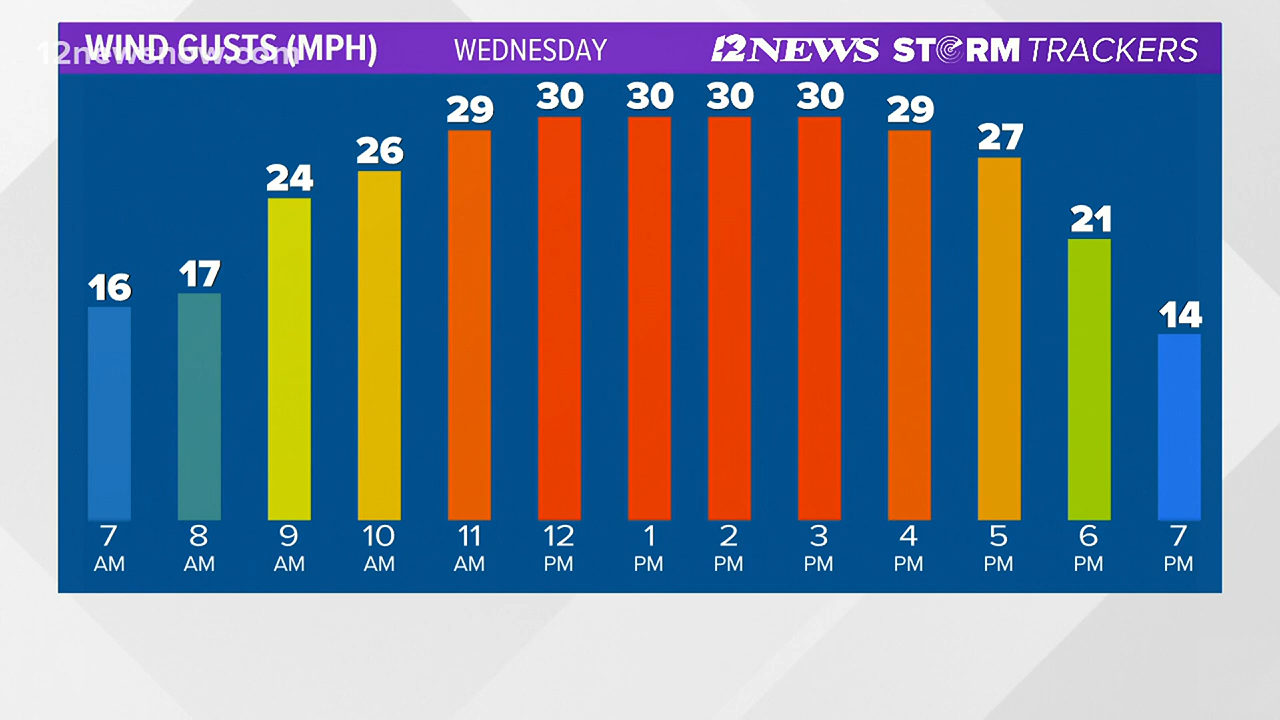 12newsnow.com
WIND GUSTS (MPH) WEDNESDAY 12NEWS STORM TRACKERS
16 17 24 26 29 30 30 30 30 29 27 21 14
7 8 9 10 11 12 1 2 3 4 5 6 7
AM AM AM AM AM PM PM PM PM PM PM PM PM